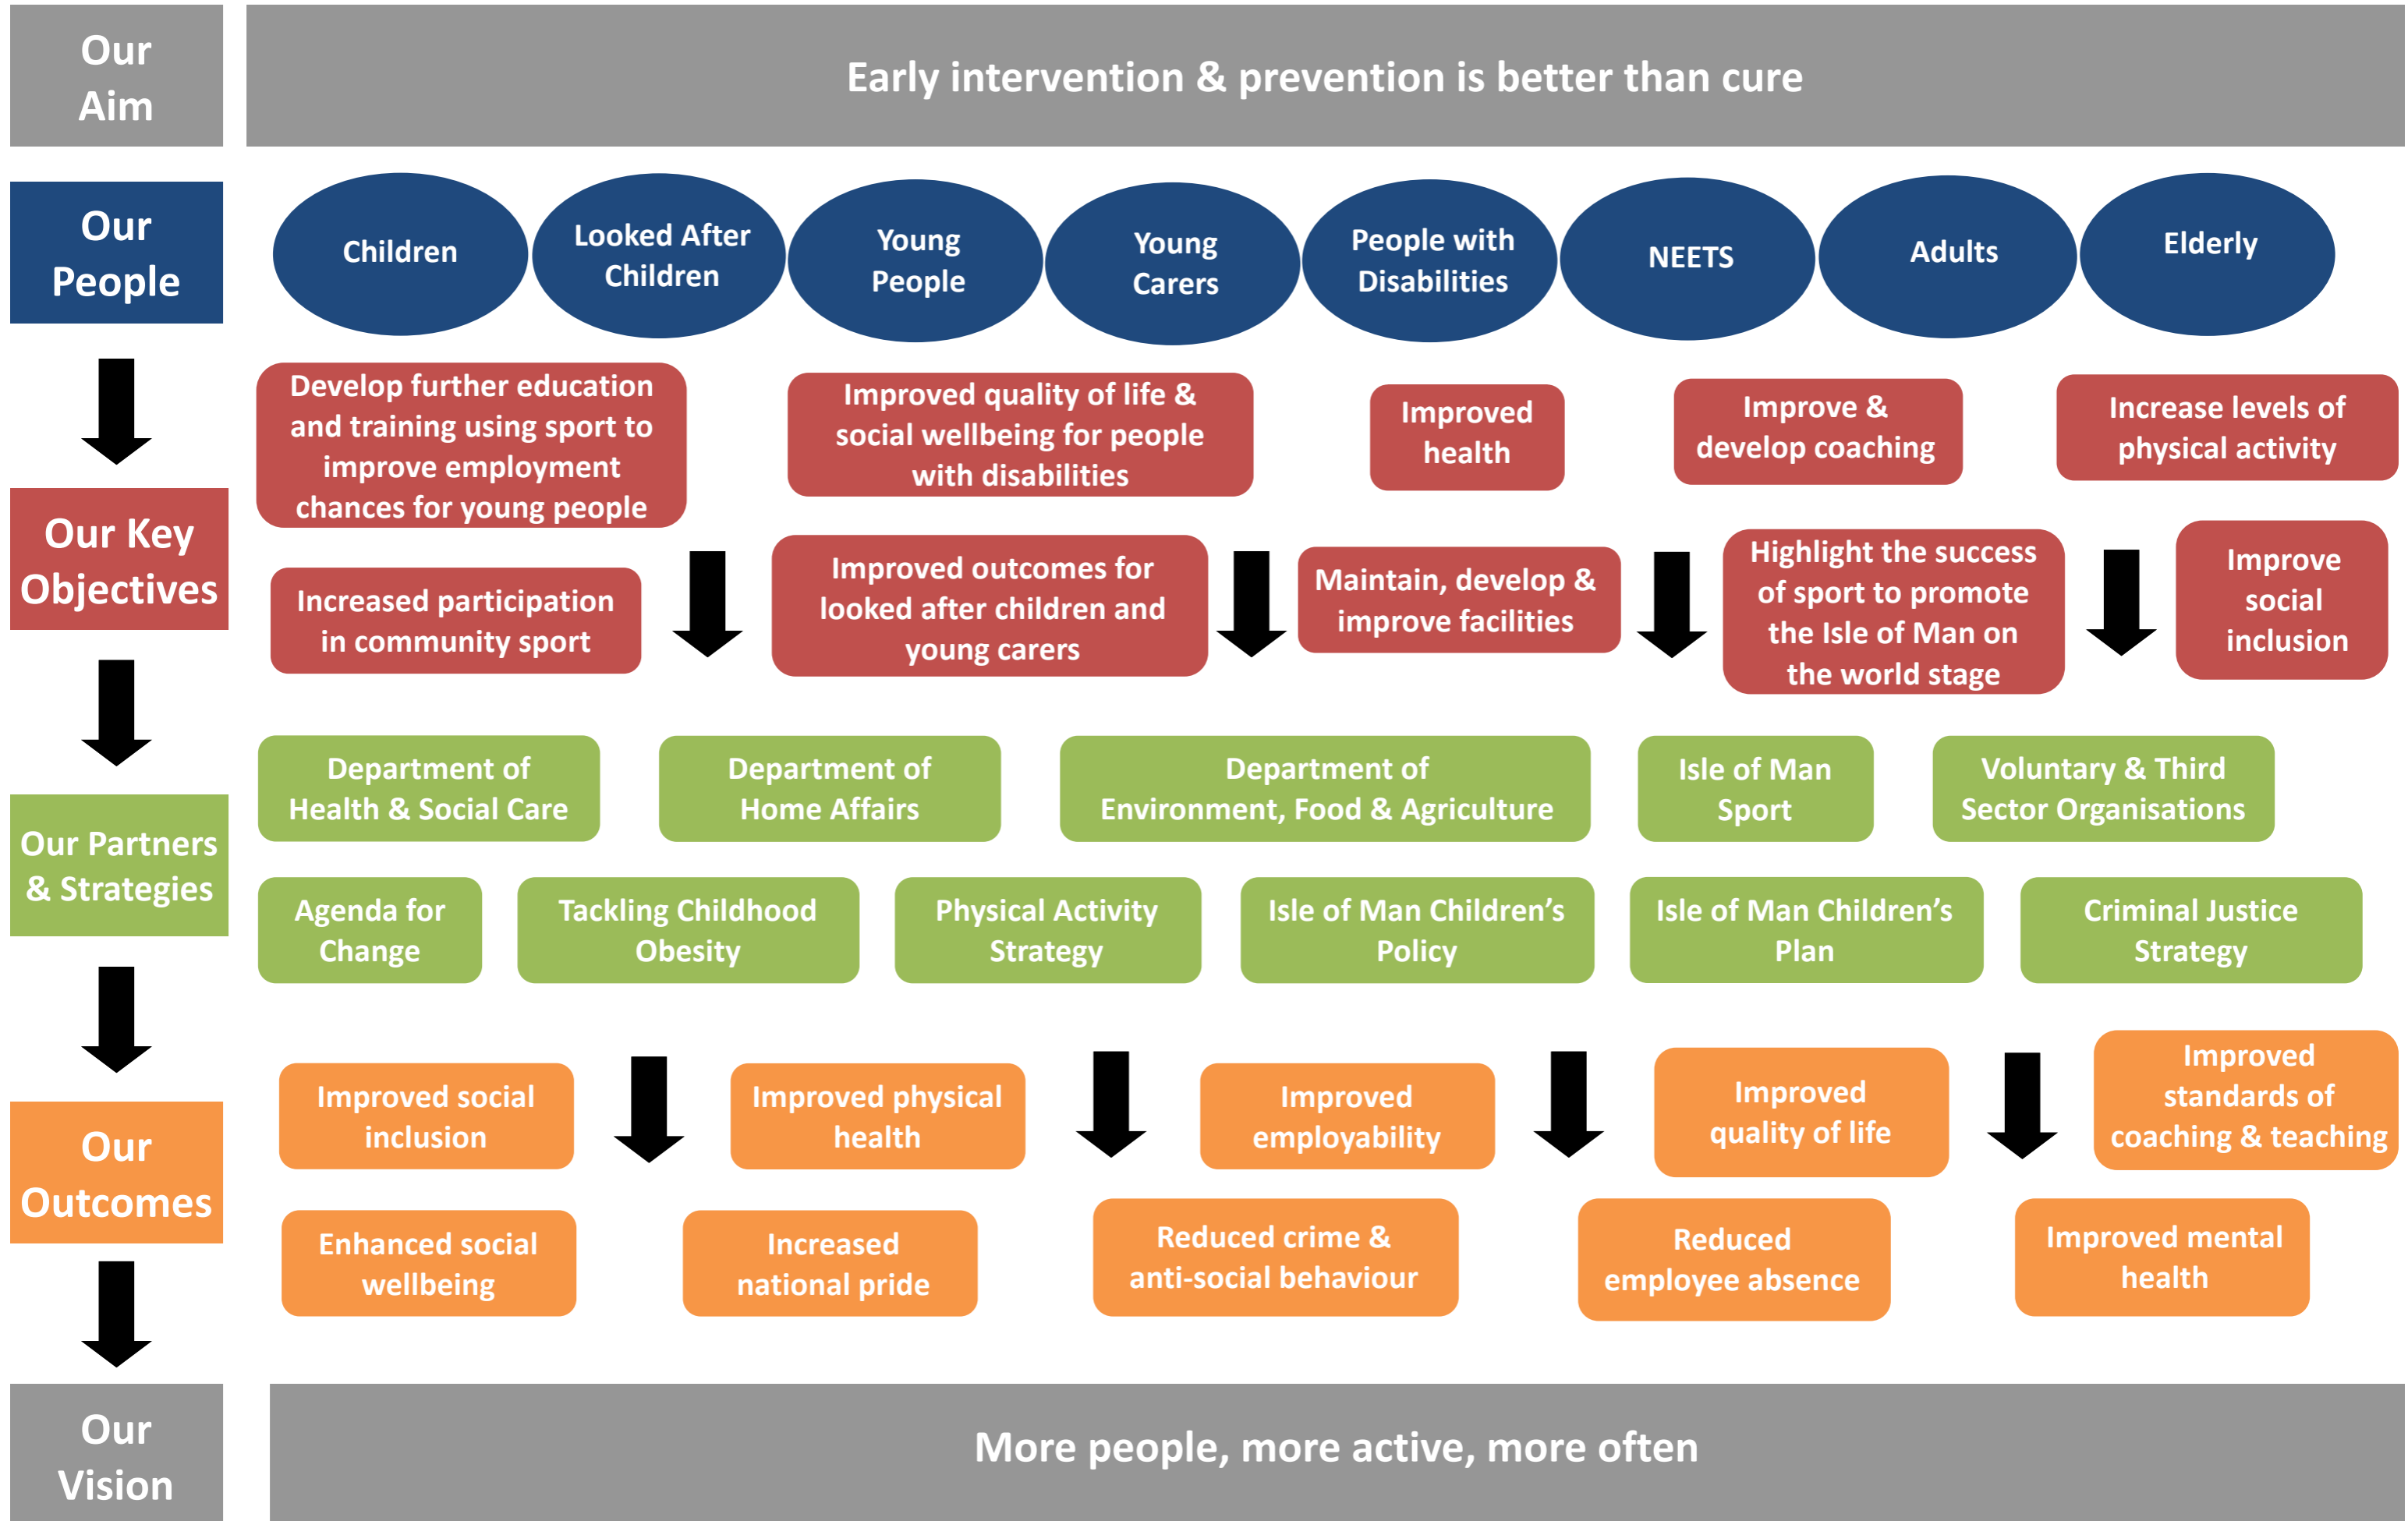 Our
Aim
Early intervention & prevention is better than cure
Our
People
Children
Looked After
Children
Young
People
Young
Carers
People with
Disabilities
NEETS
Adults
Elderly
Our Key
Objectives
Develop further education
and training using sport to
improve employment
chances for young people
Improved quality of life &
social wellbeing for people
with disabilities
Improved
health
Improve &
develop coaching
Increase levels of
physical activity
Increased participation
in community sport
Improved outcomes for
looked after children and
young carers
Maintain, develop &
improve facilities
Highlight the success
of sport to promote
the Isle of Man on
the world stage
Improve
social
inclusion
Our Partners
& Strategies
Department of
Health & Social Care
Department of
Home Affairs
Department of
Environment, Food & Agriculture
Isle of Man
Sport
Voluntary & Third
Sector Organisations
Agenda for
Change
Tackling Childhood
Obesity
Physical Activity
Strategy
Isle of Man Children’s
Policy
Isle of Man Children’s
Plan
Criminal Justice
Strategy
Our
Outcomes
Improved social
inclusion
Improved physical
health
Improved
employability
Improved
quality of life
Improved
standards of
coaching & teaching
Enhanced social
wellbeing
Increased
national pride
Reduced crime &
anti-social behaviour
Reduced
employee absence
Improved mental
health
Our
Vision
More people, more active, more often